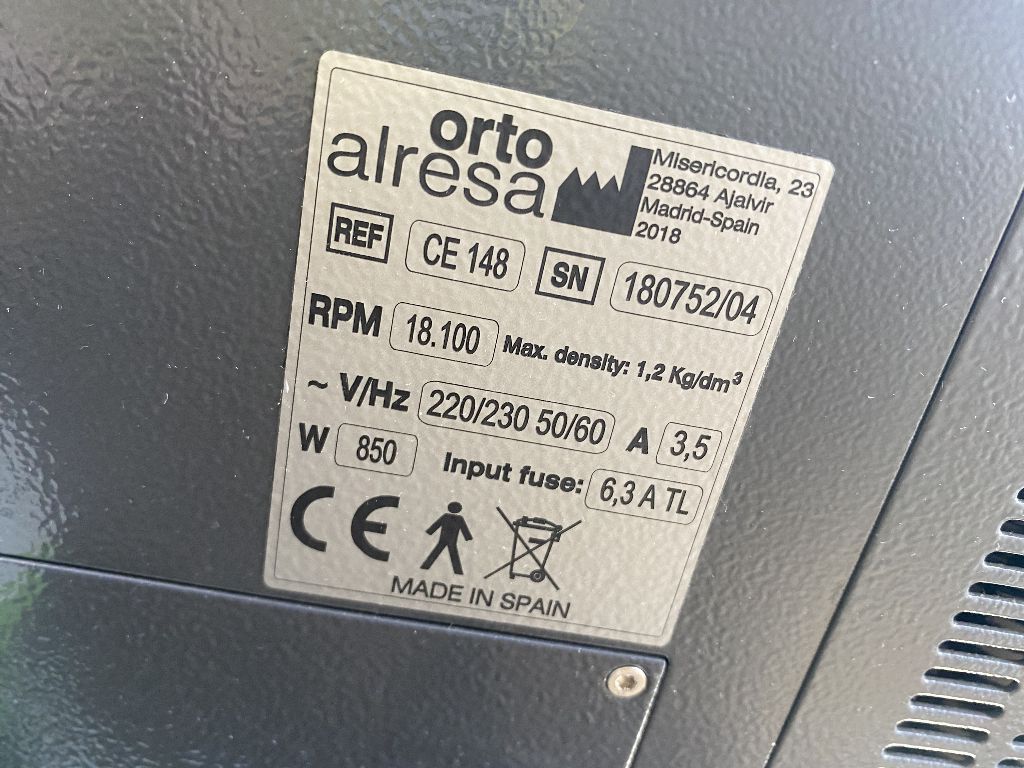 orto
alresa
Misericordia, 23
28864 Ajalvir
Madrid-Spain
2018
REF CE 148 SN 180752/04
RPM 18.100 Max. density: 1,2 Kg/dm³
~ V/Hz 220/230 50/60 A 3,5
W 850 Input fuse: 6,3 A TL
CE
MADE IN SPAIN